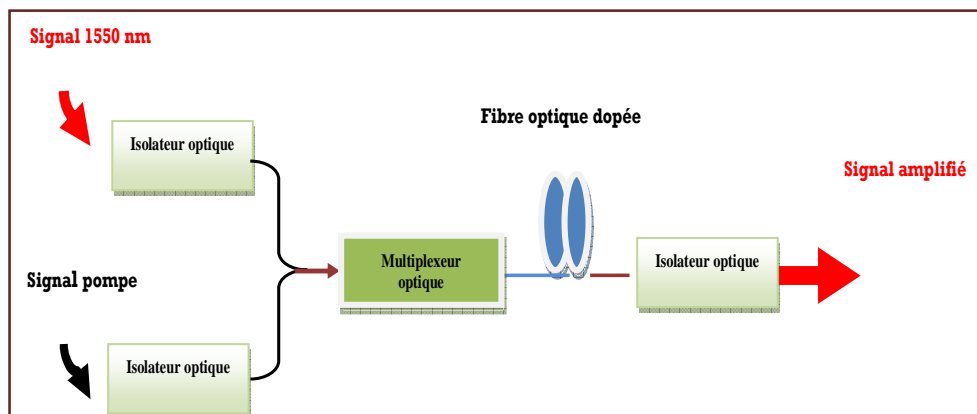 Signal 1550 nm
Fibre optique dopée
Isolateur optique
Signal amplifié
Multiplexeur
optique
Isolateur optique
Signal pompe
Isolateur optique